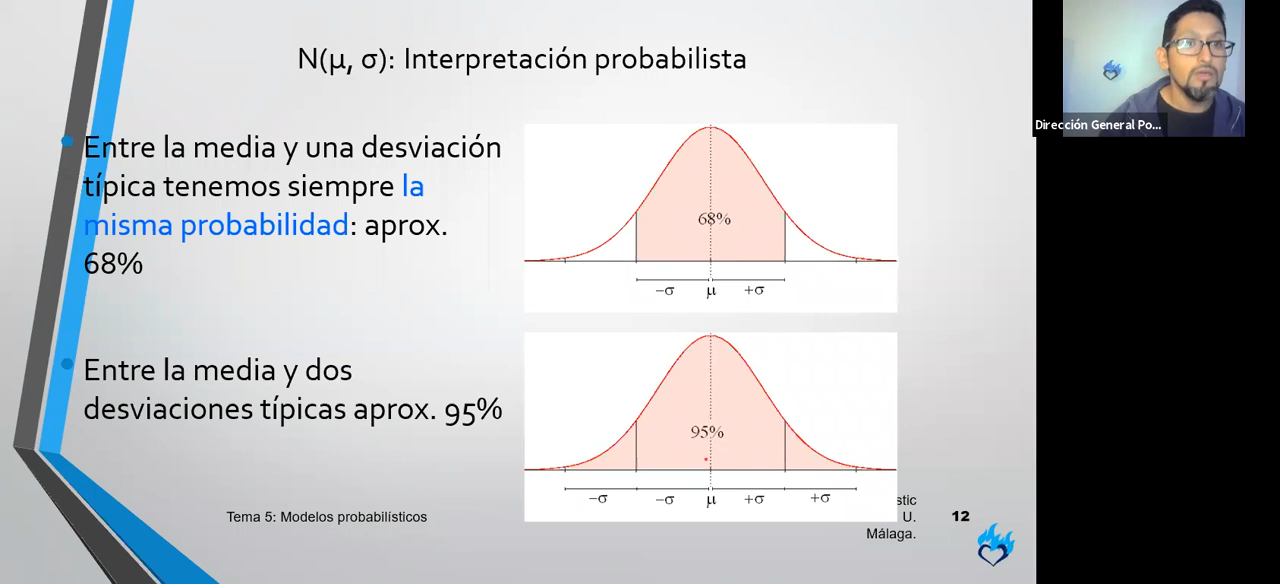 N(μ, σ): Interpretación probabilista
Entre la media y una desviación
típica tenemos siempre la
misma probabilidad: aprox.
68%
68%
−σ μ +σ
Entre la media y dos
desviaciones típicas aprox. 95%
95%
−σ −σ μ +σ +σ
Tema 5: Modelos probabilísticos
stic
U.
Málaga.
12
Dirección General Po...